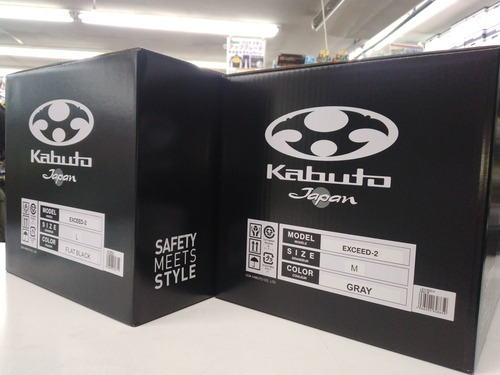 Kabuto
Japan
MODEL
EXCEED-2
SIZE
L
COLOR
FLAT BLACK
SAFETY
MEETS
STYLE
Kabuto
Japan
MODEL
EXCEED-2
SIZE
M
COLOR
GRAY